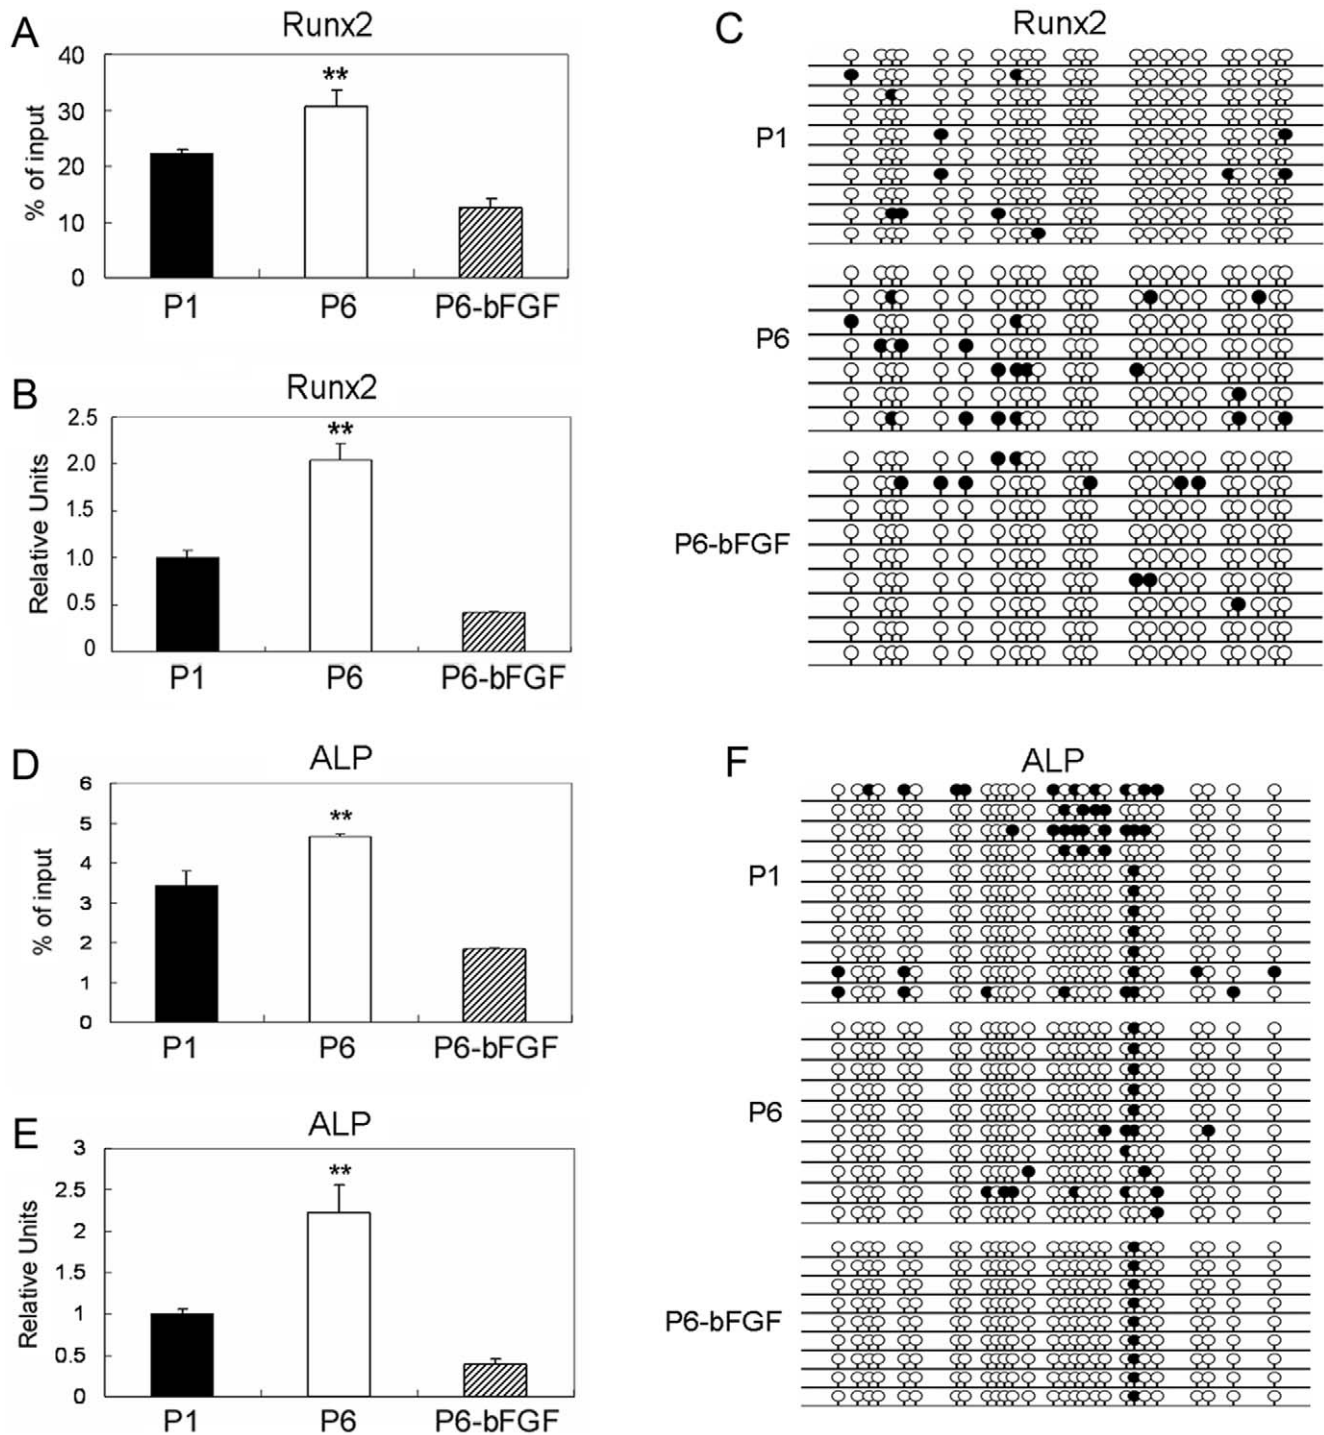 A
Runx2
40
30
20
10
0
% of input
**
P1 P6 P6-bFGF
B
Runx2
2.5
2.0
1.5
1.0
0.5
0
Relative Units
**
P1 P6 P6-bFGF
C
Runx2
P1
P6
P6-bFGF
D
ALP
6
5
4
3
2
1
0
% of input
**
P1 P6 P6-bFGF
E
ALP
3
2.5
2
1.5
1
0.5
0
Relative Units
**
P1 P6 P6-bFGF
F
ALP
P1
P6
P6-bFGF